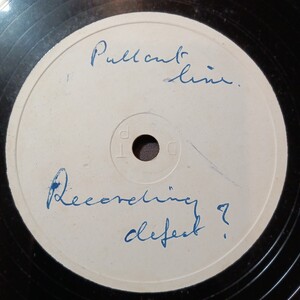 Pullout
line.
Recording
defect?